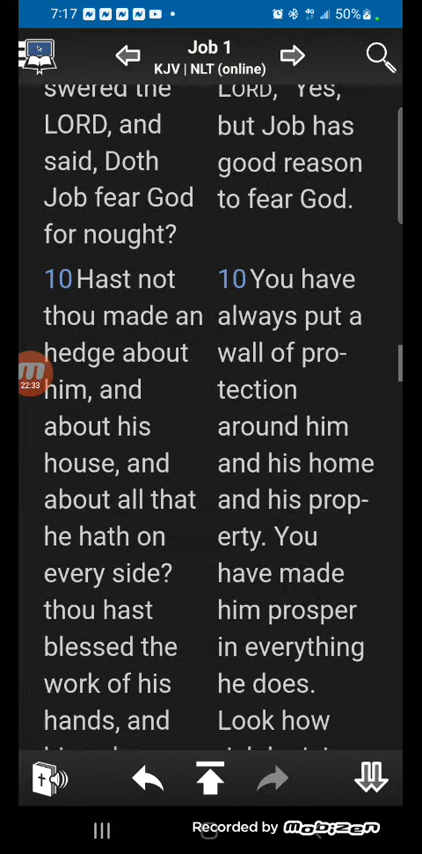 7:17
50%
Job 1
KJV | NLT (online)
swered the
LORD, and
said, Doth
Job fear God
for nought?
10 Hast not
thou made an
hedge about
him, and
about his
house, and
about all that
he hath on
every side?
thou hast
blessed the
work of his
hands, and
LORD, "Yes,
but Job has
good reason
to fear God.
10 You have
always put a
wall of pro-
tection
around him
and his home
and his prop-
erty. You
have made
him prosper
in everything
he does.
Look how
22:33
Recorded by Mobizen